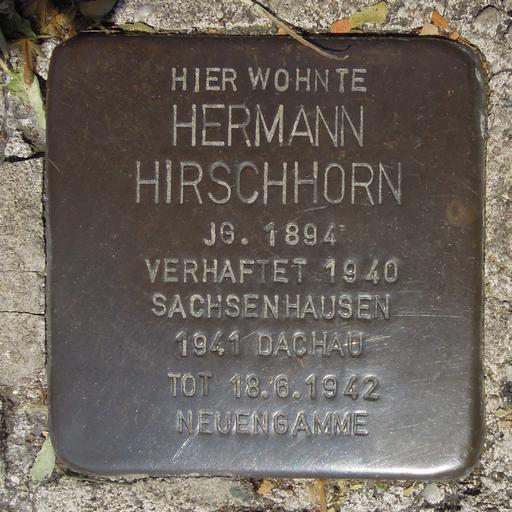 HIER WOHNTE
HERMANN
HIRSCHHORN
JG. 1894
VERHAFTET 1940
SACHSENHAUSEN
1941 DACHAU
TOT 18.6.1942
NEUENGAMME